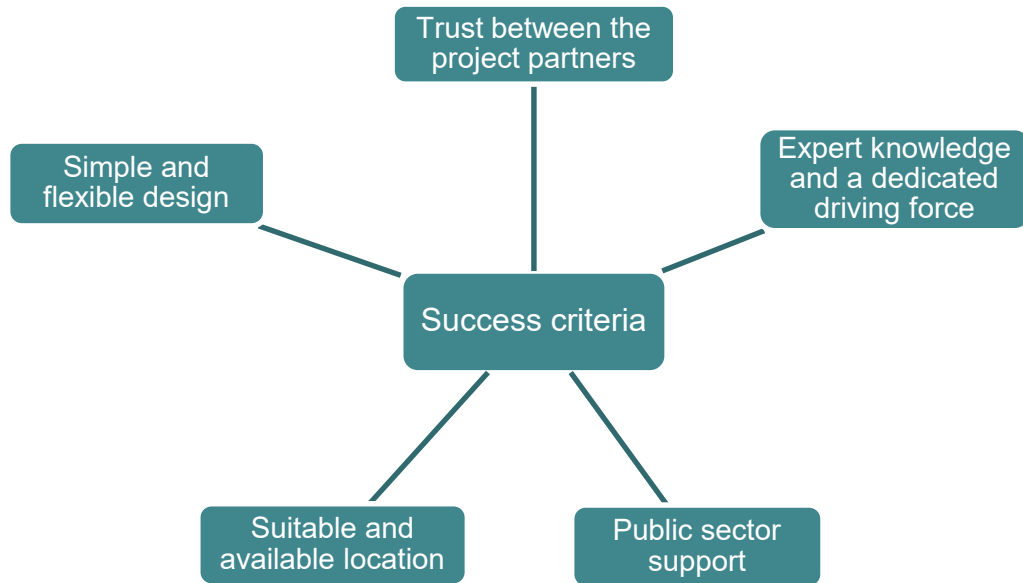 Trust between the
project partners
Simple and
flexible design
Expert knowledge
and a dedicated
driving force
Success criteria
Suitable and
available location
Public sector
support